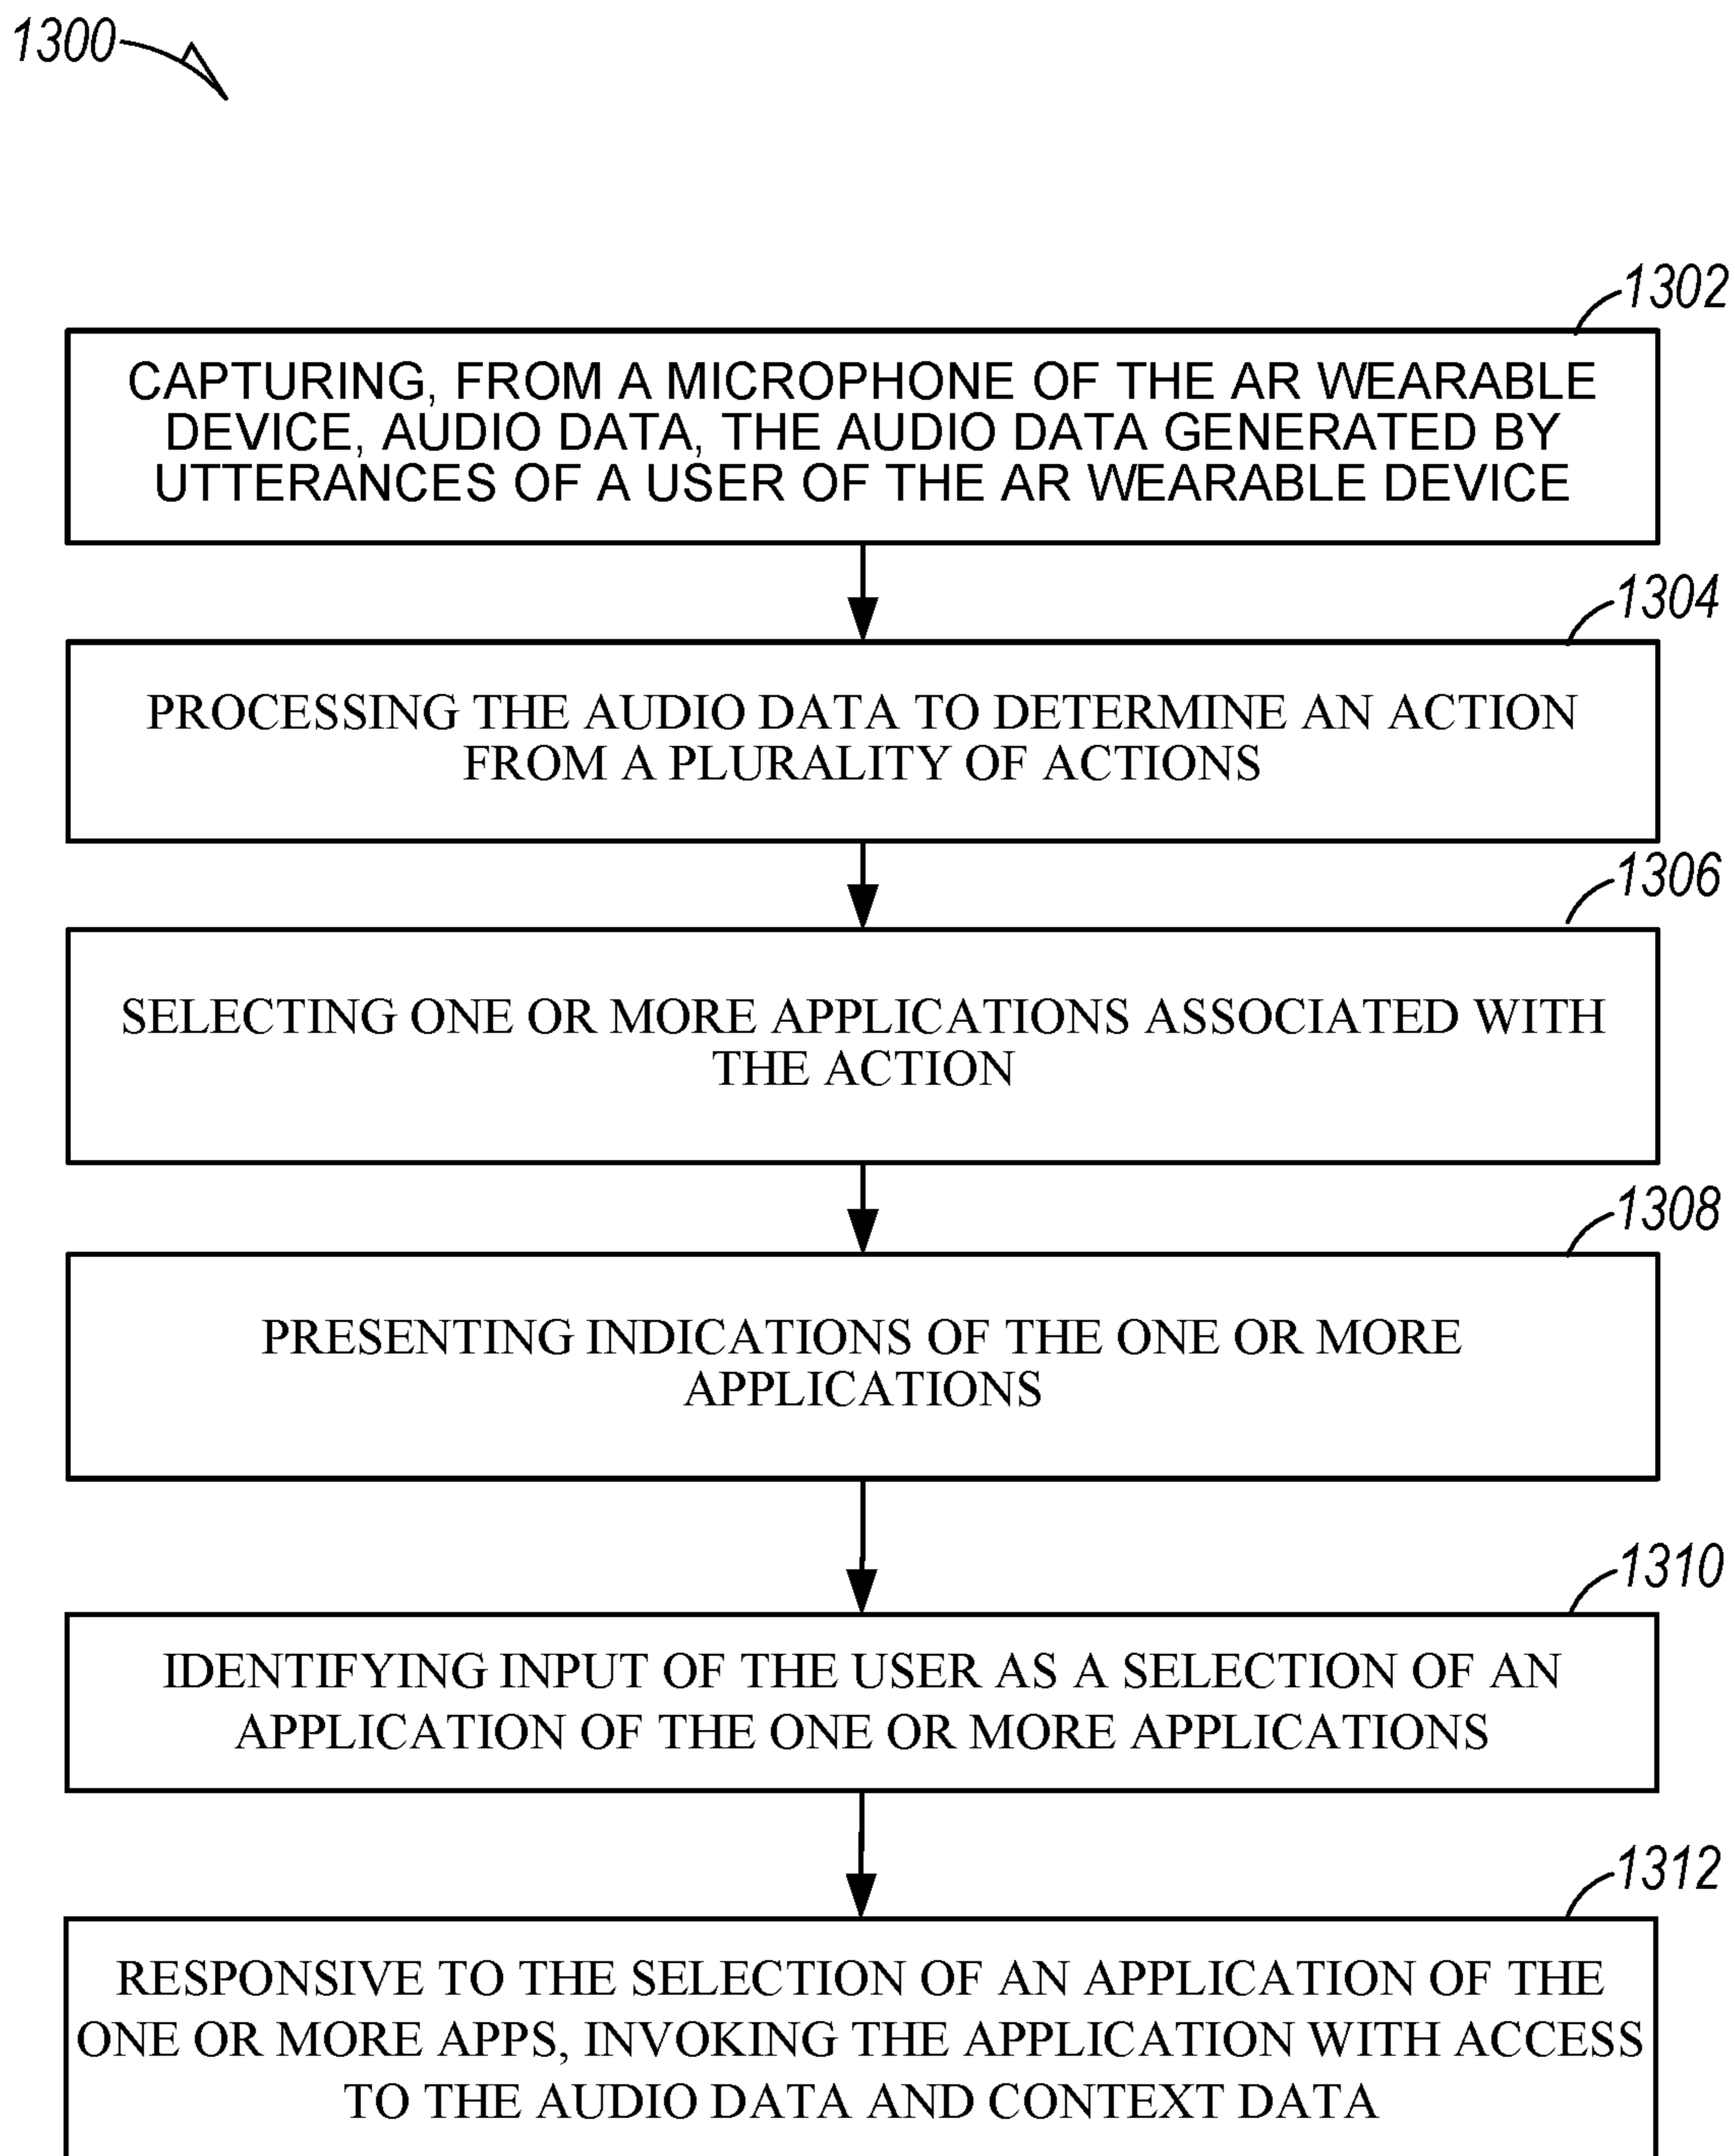 1300
1302
CAPTURING, FROM A MICROPHONE OF THE AR WEARABLE
DEVICE, AUDIO DATA, THE AUDIO DATA GENERATED BY
UTTERANCES OF A USER OF THE AR WEARABLE DEVICE
1304
PROCESSING THE AUDIO DATA TO DETERMINE AN ACTION
FROM A PLURALITY OF ACTIONS
1306
SELECTING ONE OR MORE APPLICATIONS ASSOCIATED WITH
THE ACTION
1308
PRESENTING INDICATIONS OF THE ONE OR MORE
APPLICATIONS
1310
IDENTIFYING INPUT OF THE USER AS A SELECTION OF AN
APPLICATION OF THE ONE OR MORE APPLICATIONS
1312
RESPONSIVE TO THE SELECTION OF AN APPLICATION OF THE
ONE OR MORE APPS, INVOKING THE APPLICATION WITH ACCESS
TO THE AUDIO DATA AND CONTEXT DATA